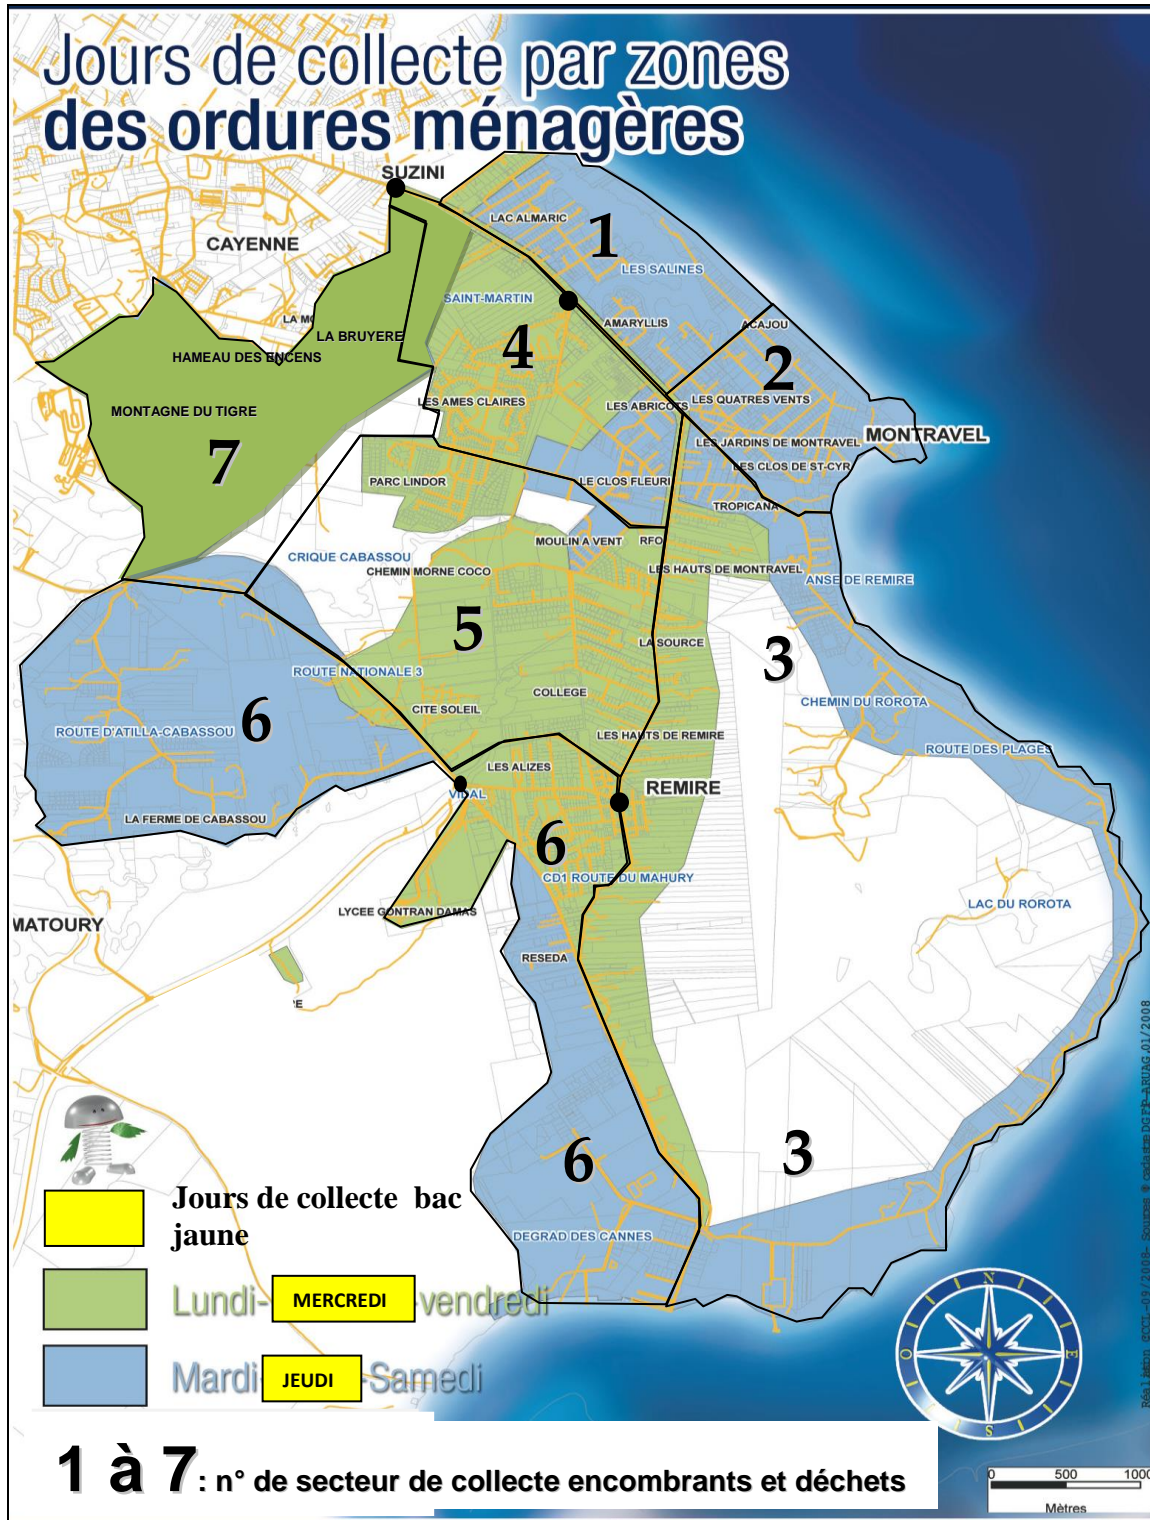 Jours de collecte par zones
des ordures ménagères
SUZINI
CAYENNE
LAC ALMARIC
1
LES SALINES
SAINT-MARTIN
LA MO
LA BRUYERE
HAMEAU DES ENCENS
AMARYLLIS
ACAJOU
4
2
MONTAGNE DU TIGRE
LES AMES CLAIRES
LES ABRICOTS
LES QUATRES VENTS
7
MONTRAVEL
LES JARDINS DE MONTRAVEL
LES CLOS DE ST-CYR
PARC LINDOR
LE CLOS FLEURI
TROPICANA
CRIQUE CABASSOU
MOULIN A VENT
RFO
CHEMIN MORNE COCO
LES HAUTS DE MONTRAVEL
ANSE DE REMIRE
5
LA SOURCE
3
ROUTE NATIONALE 3
COLLEGE
CHEMIN DU ROROTA
CITE SOLEIL
ROUTE D'ATILLA-CABASSOU
6
LES HAUTS DE REMIRE
ROUTE DES PLAGES
LES ALIZES
VIDAL
REMIRE
LA FERME DE CABASSOU
6
CD1 ROUTE DU MAHURY
LYCEE GONTRAN DAMAS
LAC DU ROROTA
MATOURY
RESEDA
RE
3
6
DEGRAD DES CANNES
Jours de collecte bac
jaune
Lundi- MERCREDI -vendredi
Mardi- JEUDI -Samedi
N
E
S
O
1 à 7: n° de secteur de collecte encombrants et déchets
0 500 1000
Mètres